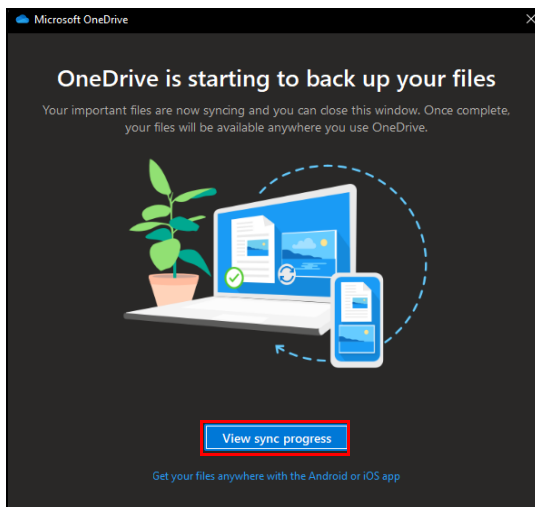 Microsoft OneDrive
OneDrive is starting to back up your files
Your important files are now syncing and you can close this window. Once complete,
your files will be available anywhere you use OneDrive.
View sync progress
Get your files anywhere with the Android or iOS app